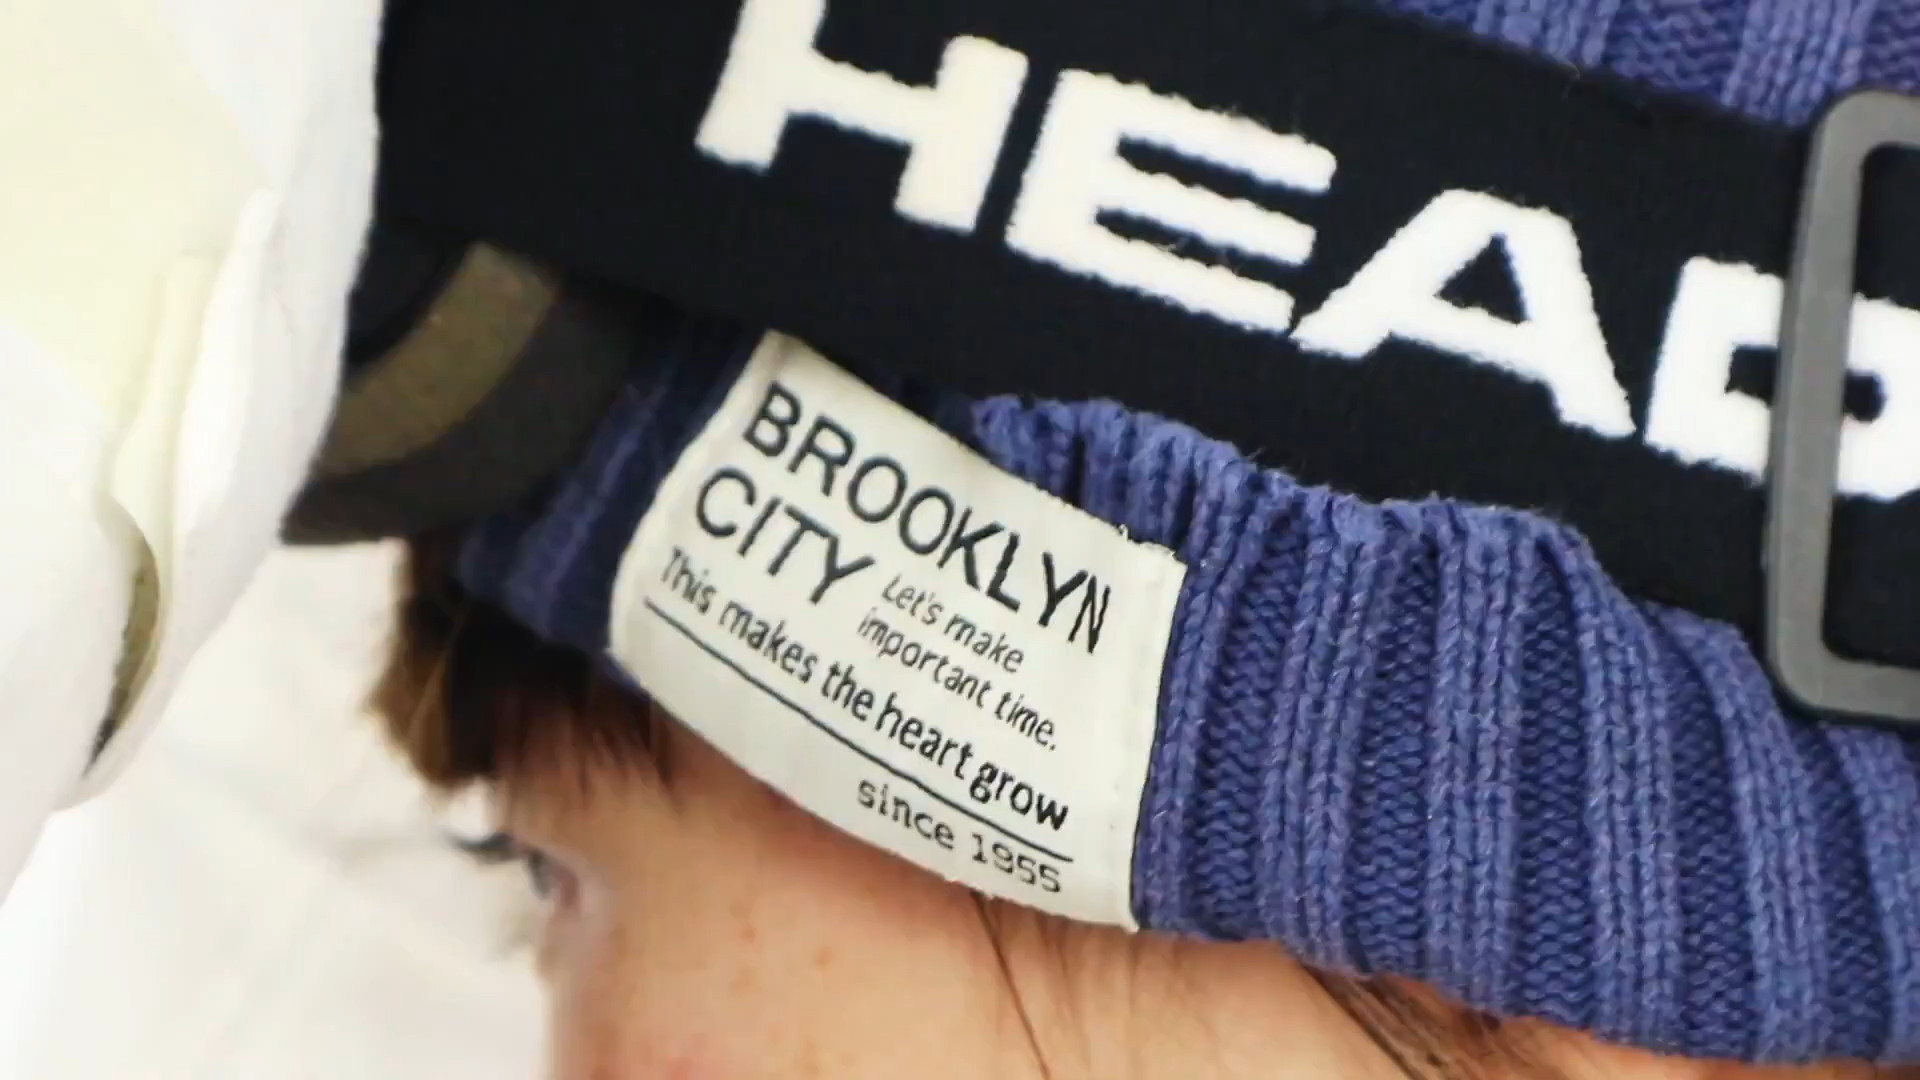 HEAD
BROOKLYN
CITY
Let's make
important time.
This makes the heart grow
since 1955